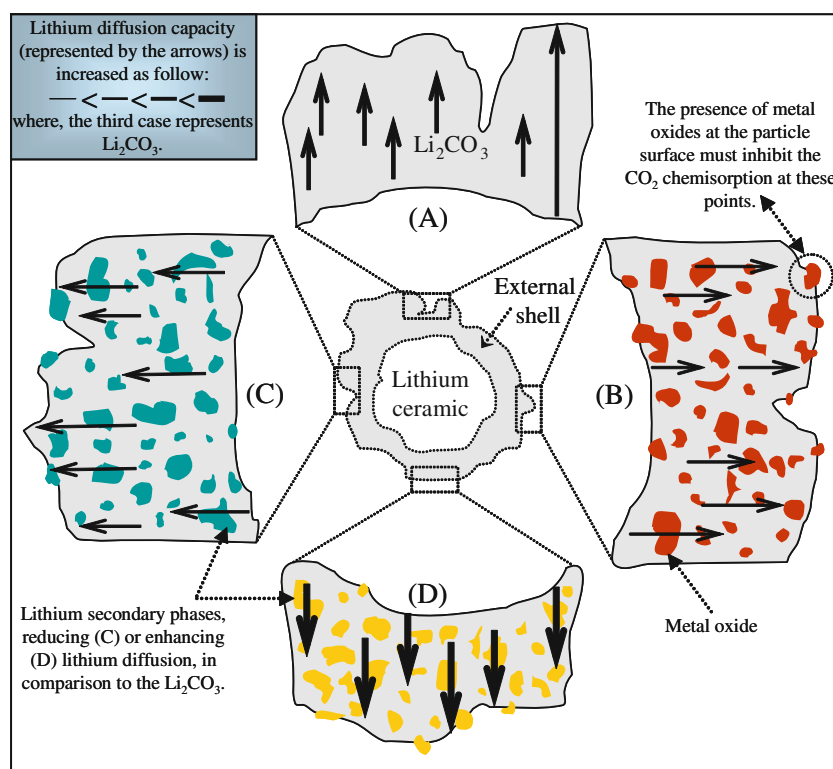 Lithium diffusion capacity
(represented by the arrows) is
increased as follow:
< < <
where, the third case represents
Li₂CO₃.
Li₂CO₃
(A)
The presence of metal
oxides at the particle
surface must inhibit the
CO₂ chemisorption at these
points.
External
shell
Lithium
ceramic
(C)
(B)
(D)
Lithium secondary phases,
reducing (C) or enhancing
(D) lithium diffusion, in
comparison to the Li₂CO₃.
Metal oxide